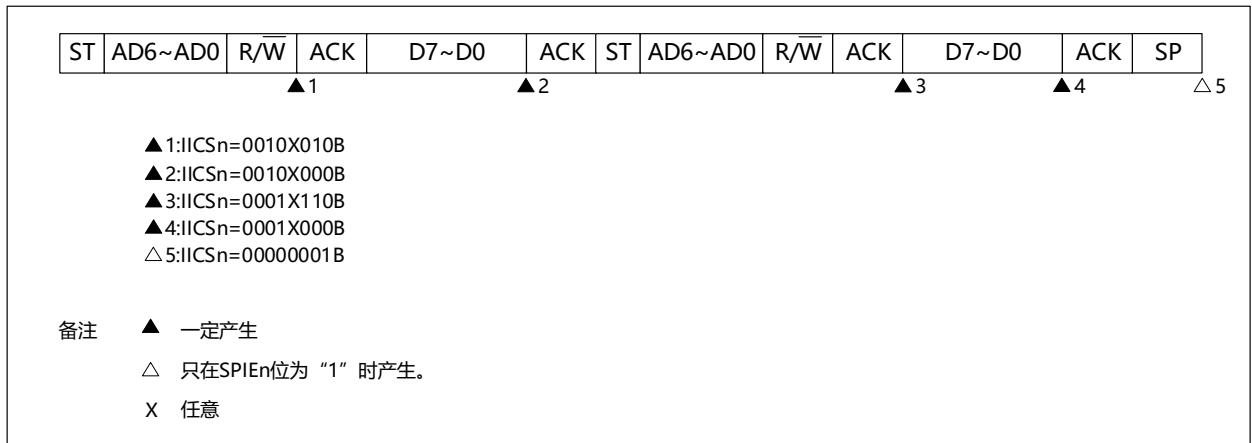 ST AD6~AD0 R/W̅ ACK D7~D0 ACK ST AD6~AD0 R/W̅ ACK D7~D0 ACK SP
▲1 ▲2 ▲3 ▲4 △5
▲1:IICSn=0010X010B
▲2:IICSn=0010X000B
▲3:IICSn=0001X110B
▲4:IICSn=0001X000B
△5:IICSn=00000001B
备注 ▲ 一定产生
△ 只在SPIEn位为“1”时产生。
X 任意